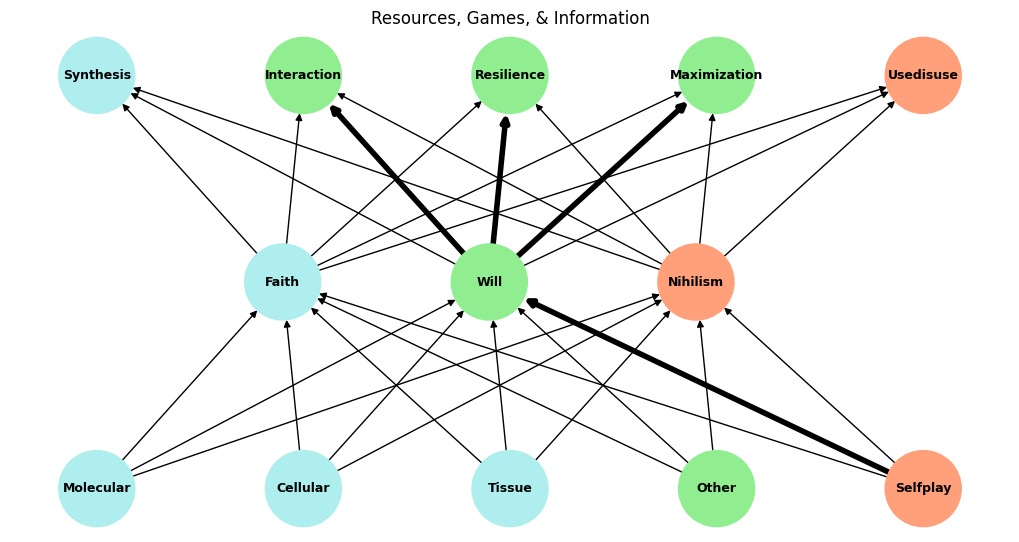 Resources, Games, & Information
Synthesis
Interaction
Resilience
Maximization
Usedisuse
Faith
Will
Nihilism
Molecular
Cellular
Tissue
Other
Selfplay